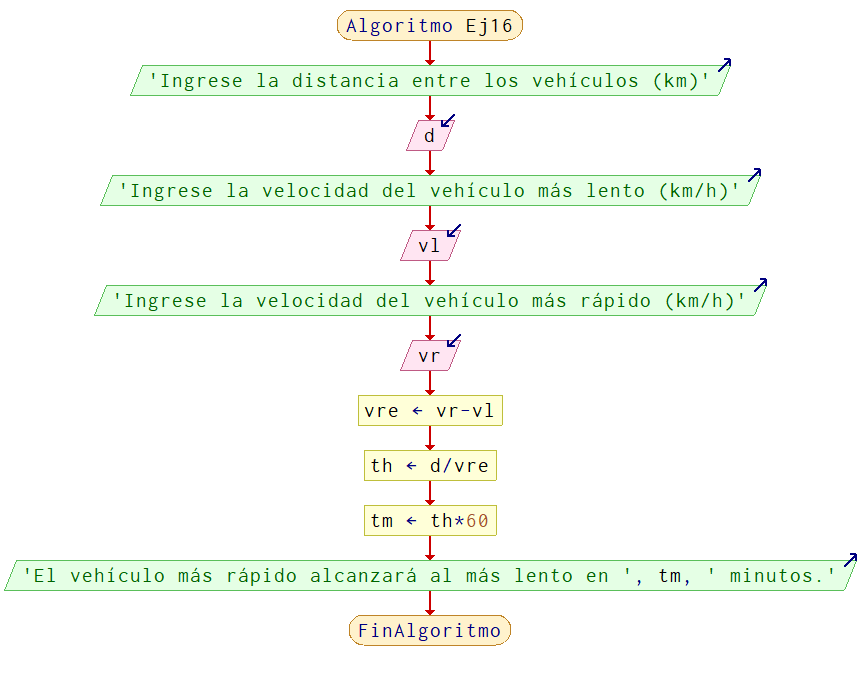 Algoritmo Ej16
'Ingrese la distancia entre los vehículos (km)'
d
'Ingrese la velocidad del vehículo más lento (km/h)'
vl
'Ingrese la velocidad del vehículo más rápido (km/h)'
vr
vre ← vr-vl
th ← d/vre
tm ← th*60
'El vehículo más rápido alcanzará al más lento en ', tm, ' minutos.'
FinAlgoritmo